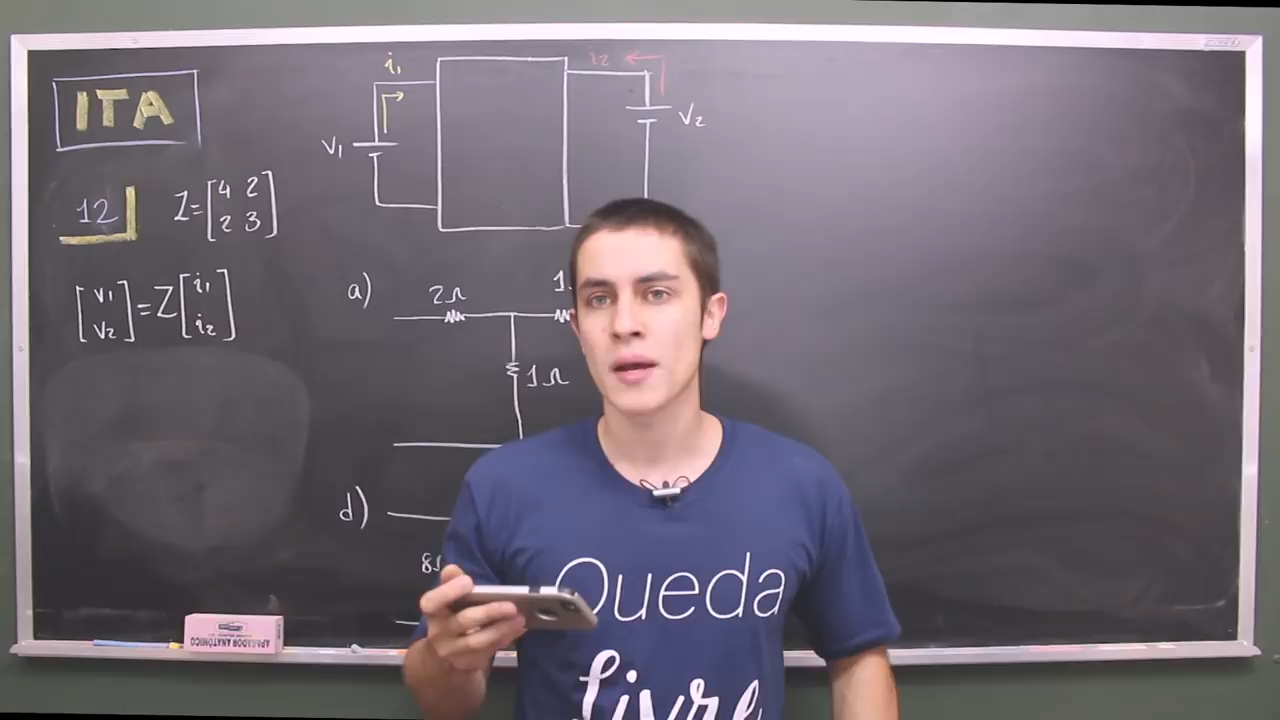 ITA
12
Z=[4 2
2 3]
[v1
v2]=Z[i1
i2]
i1
i2
V1
V2
a)
2Ω
1Ω
d)
APAGADOR ANATÔMICO
Queda
Livre